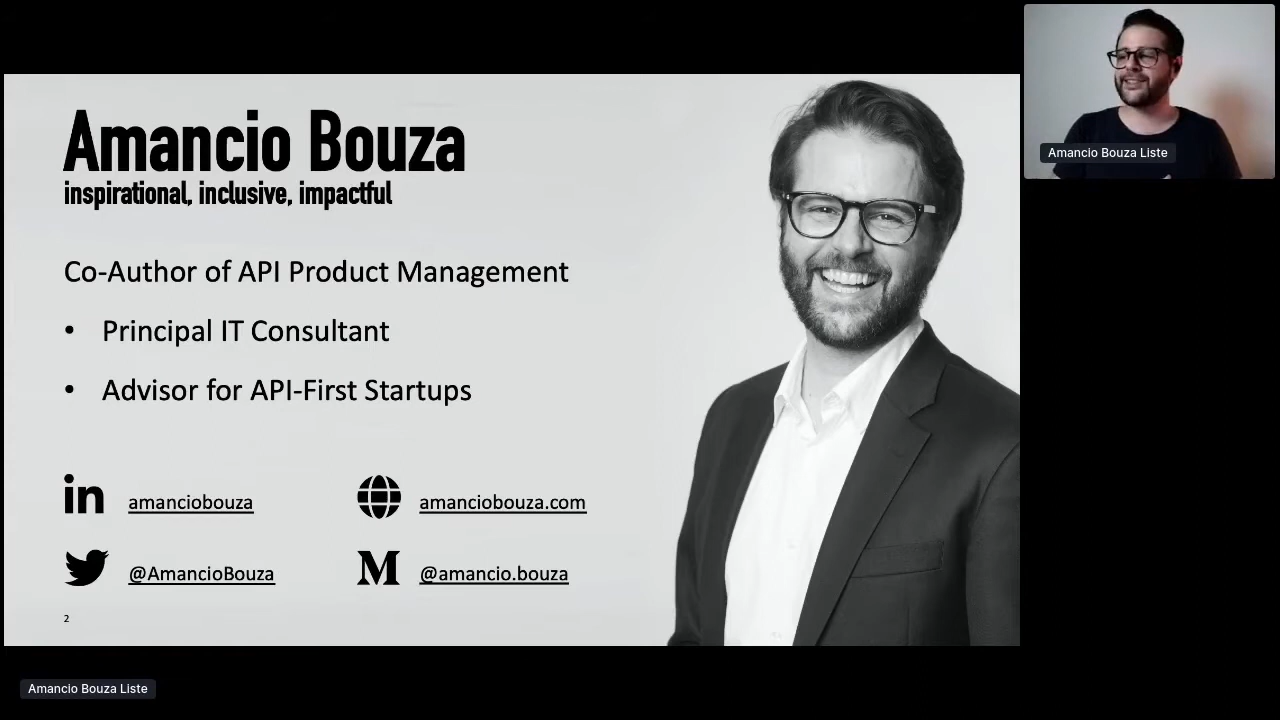 Amancio Bouza
inspirational, inclusive, impactful
Co-Author of API Product Management
• Principal IT Consultant
• Advisor for API-First Startups
in amanciobouza
amanciobouza.com
@AmancioBouza
M @amancio.bouza
2
Amancio Bouza Liste
Amancio Bouza Liste